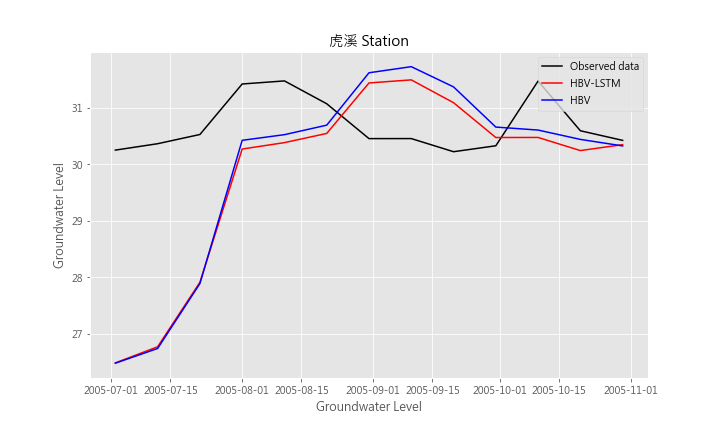 虎溪 Station
Observed data
HBV-LSTM
HBV
Groundwater Level
31
30
29
28
27
2005-07-01 2005-07-15 2005-08-01 2005-08-15 2005-09-01 2005-09-15 2005-10-01 2005-10-15 2005-11-01
Groundwater Level